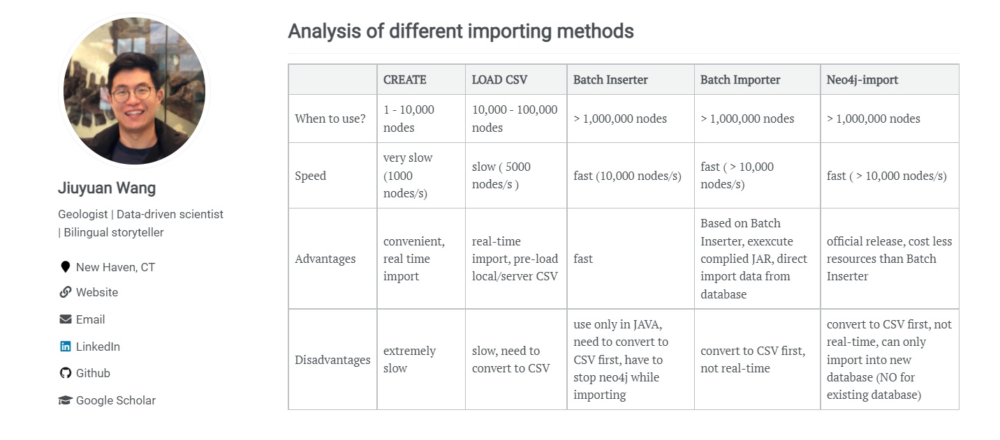 Jiuyuan Wang
Geologist | Data-driven scientist
| Bilingual storyteller
New Haven, CT
Website
Email
LinkedIn
Github
Google Scholar
Analysis of different importing methods
CREATE
LOAD CSV
Batch Inserter
Batch Importer
Neo4j-import
When to use?
1 - 10,000
nodes
10,000 - 100,000
nodes
> 1,000,000 nodes
> 1,000,000 nodes
> 1,000,000 nodes
Speed
very slow
(1000
nodes/s)
slow ( 5000
nodes/s )
fast (10,000 nodes/s)
fast ( > 10,000
nodes/s)
fast ( > 10,000 nodes/s)
Advantages
convenient,
real time
import
real-time
import, pre-load
local/server CSV
fast
Based on Batch
Inserter, exexcute
complied JAR, direct
import data from
database
official release, cost less
resources than Batch
Inserter
Disadvantages
extremely
slow
slow, need to
convert to CSV
use only in JAVA,
need to convert to
CSV first, have to
stop neo4j while
importing
convert to CSV first,
not real-time
convert to CSV first, not
real-time, can only
import into new
database (NO for
existing database)